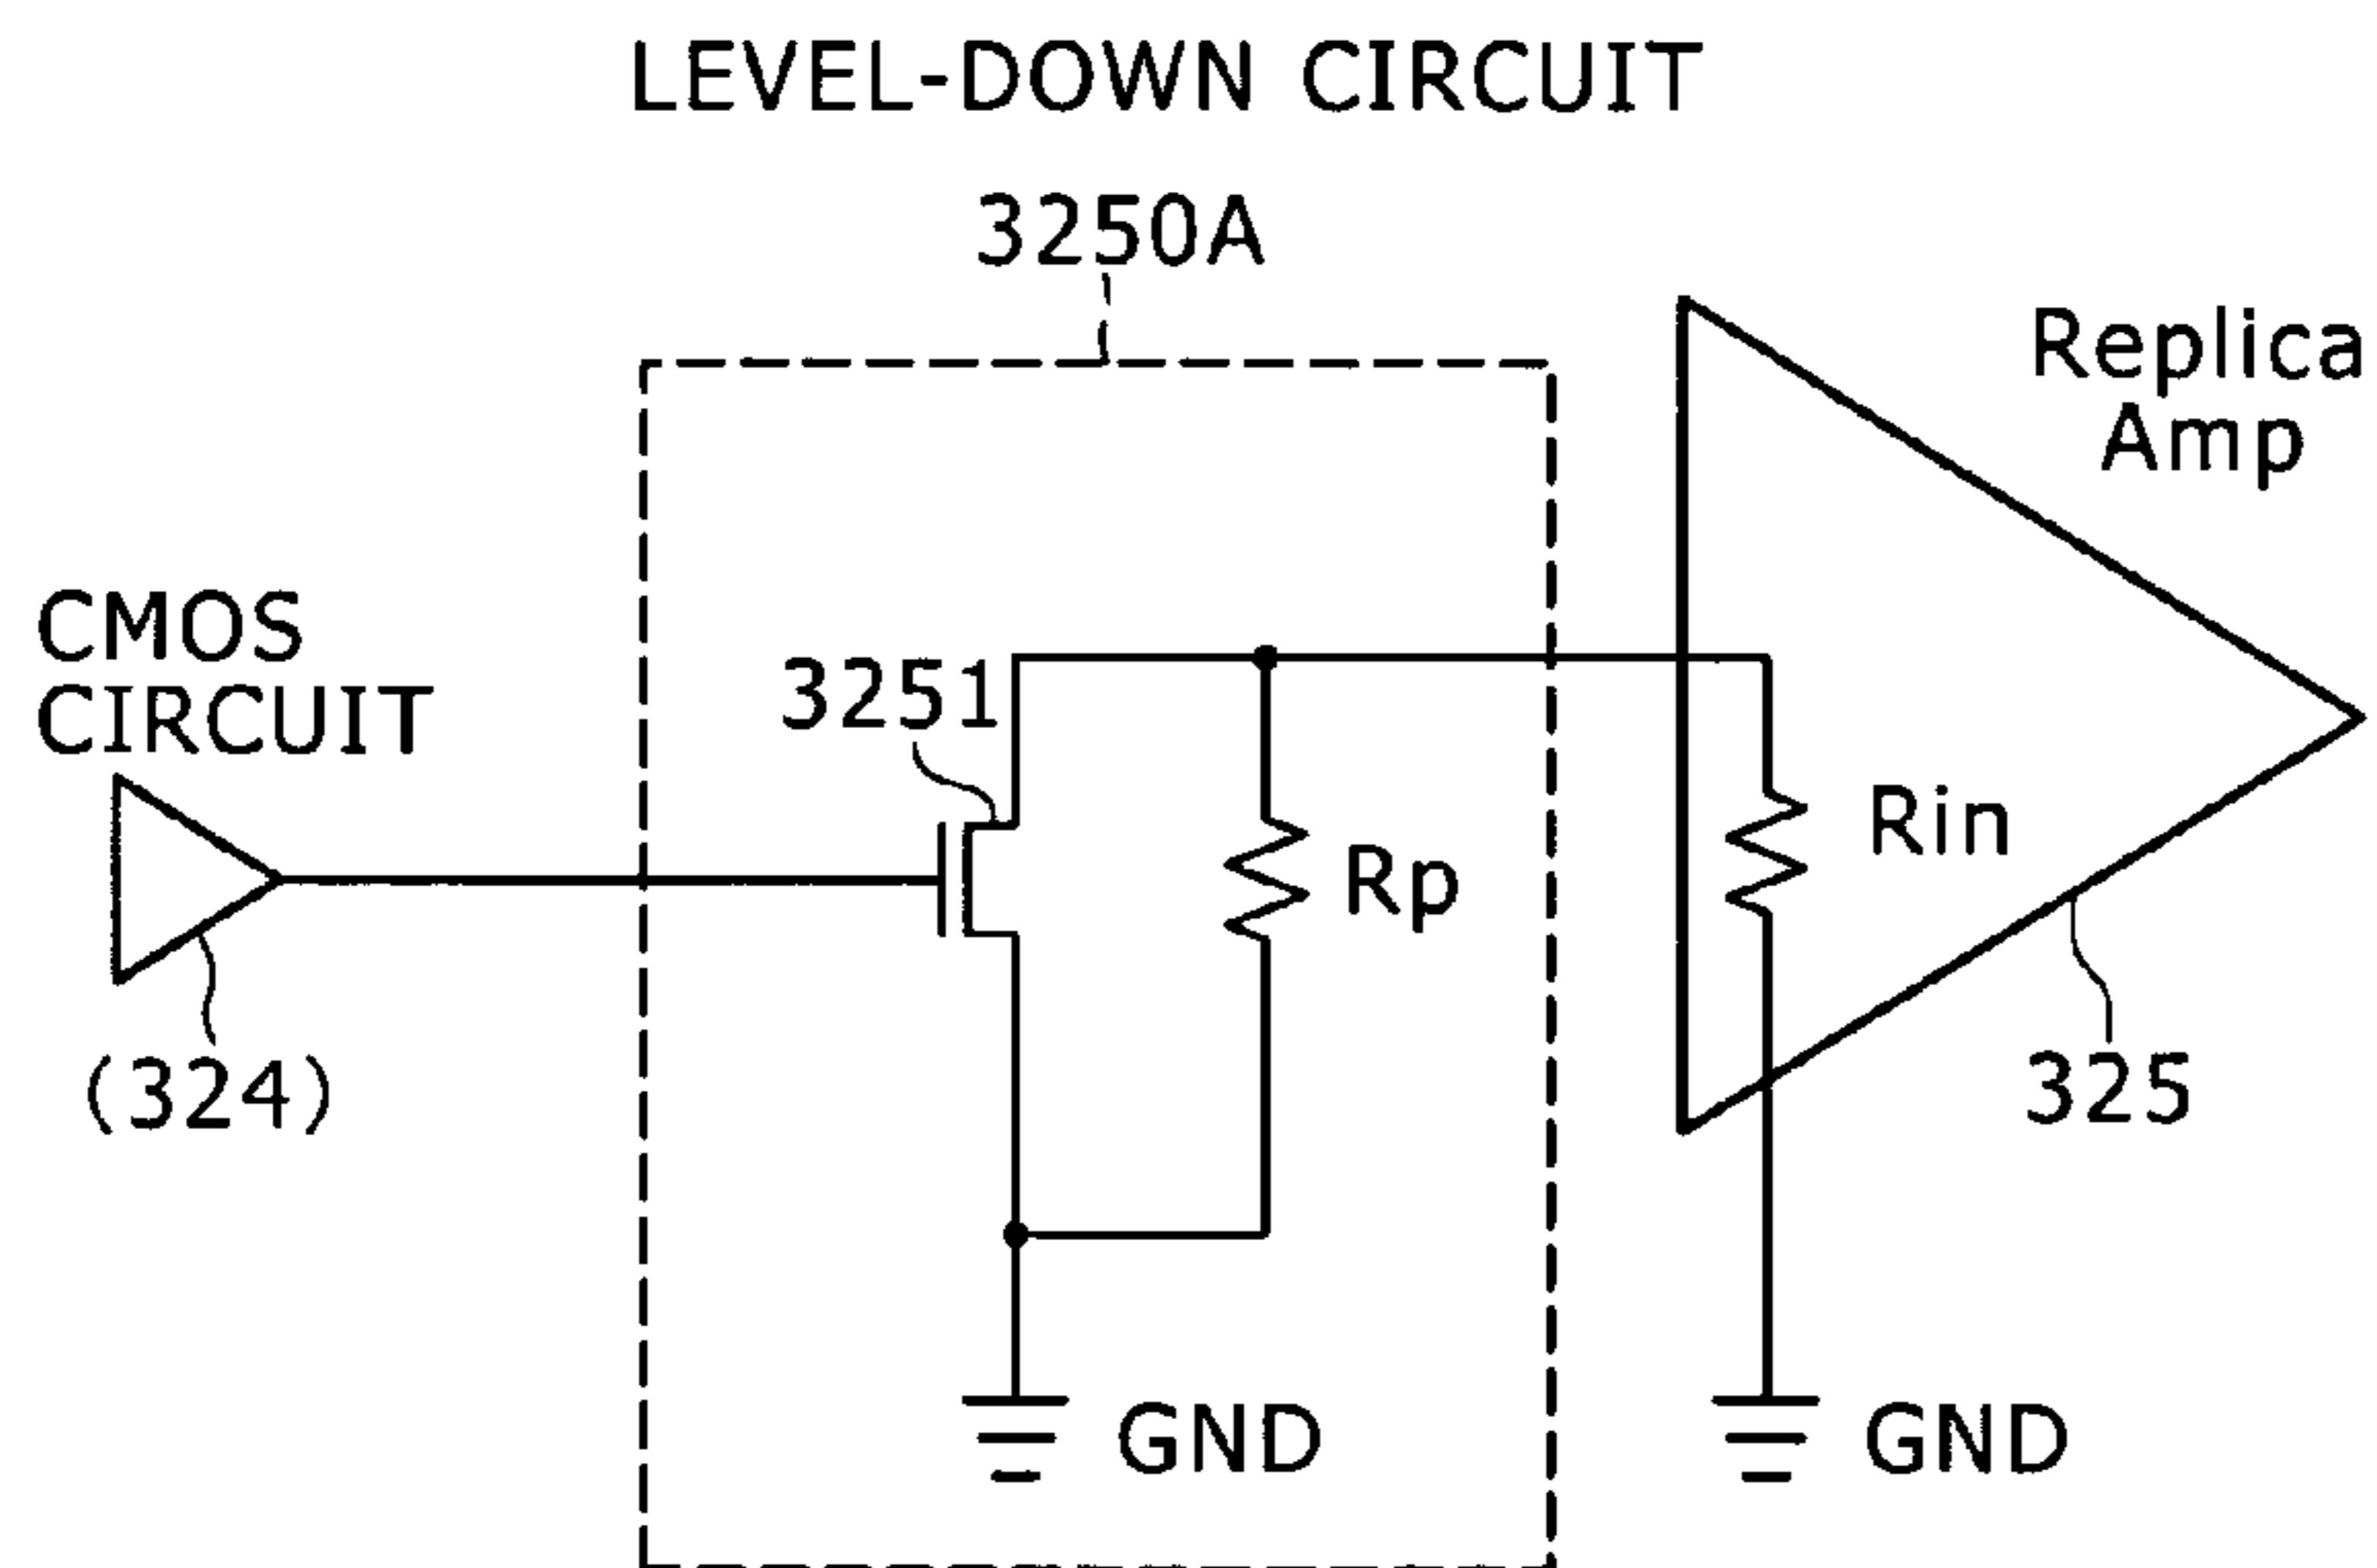 LEVEL-DOWN CIRCUIT
3250A
Replica
Amp
CMOS
CIRCUIT
3251
Rp
Rin
(324)
325
GND
GND